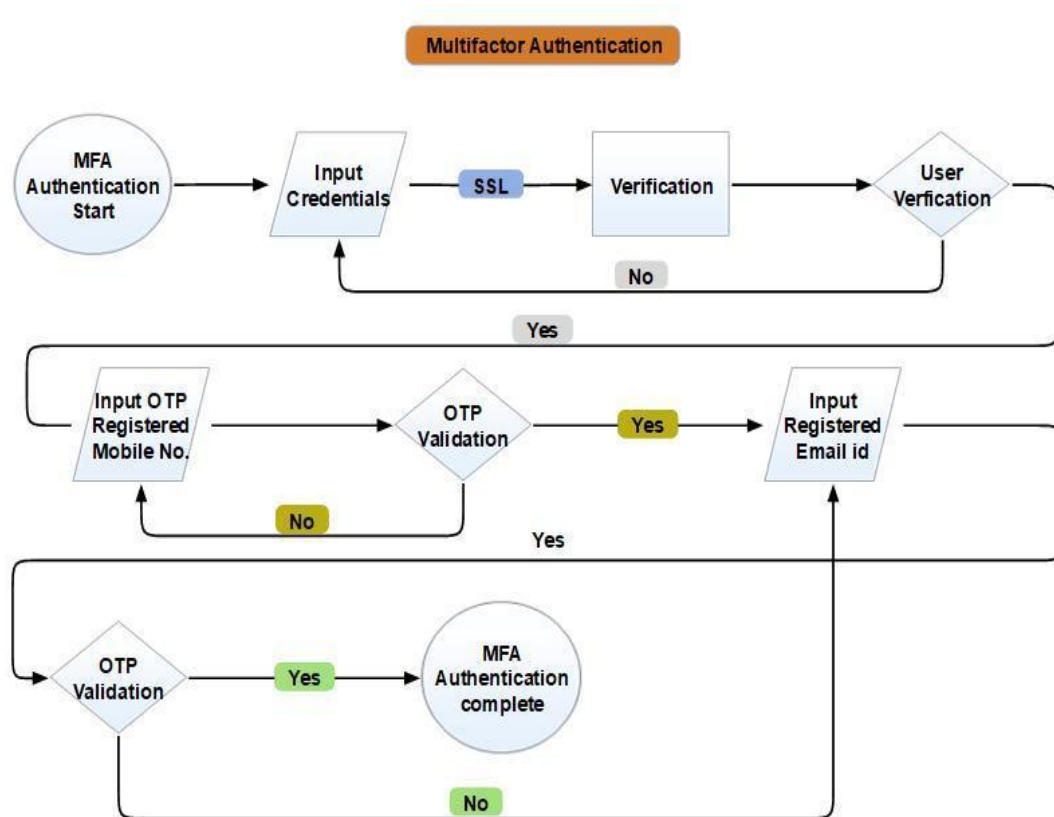 Multifactor Authentication
MFA
Authentication
Start
Input
Credentials
SSL
Verification
User
Verfication
No
Yes
Input OTP
Registered
Mobile No.
OTP
Validation
Yes
Input
Registered
Email id
No
Yes
OTP
Validation
Yes
MFA
Authentication
complete
No